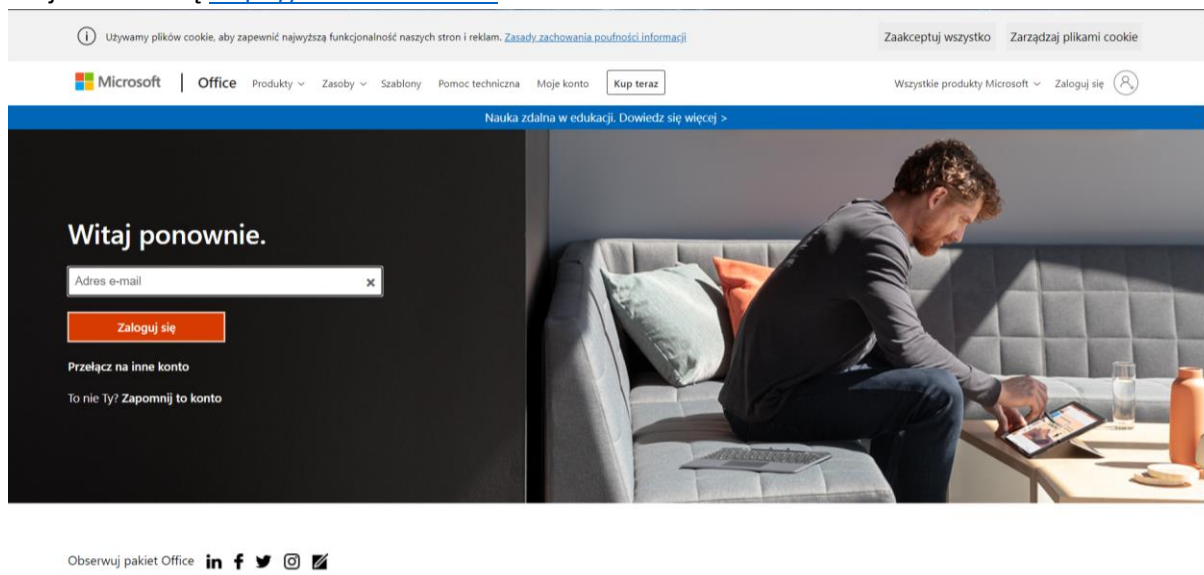 Używamy plików cookie, aby zapewnić najwyższą funkcjonalność naszych stron i reklam. Zasady zachowania poufności informacji
Zaakceptuj wszystko Zarządzaj plikami cookie
Microsoft Office Produkty Zasoby Szablony Pomoc techniczna Moje konto Kup teraz Wszystkie produkty Microsoft Zaloguj się
Nauka zdalna w edukacji. Dowiedz się więcej >
Witaj ponownie.
Adres e-mail
Zaloguj się
Przełącz na inne konto
To nie Ty? Zapomnij to konto
Obserwuj pakiet Office